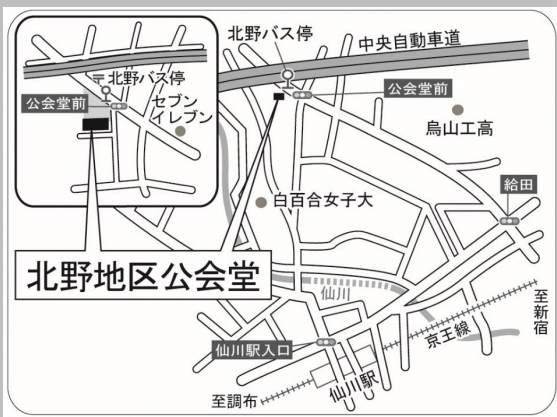 北野バス停
中央自動車道
〒北野バス停
公会堂前
セブン
イレブン
公会堂前
烏山工高
給田
白百合女子大
北野地区公会堂
仙川
至新宿
京王線
仙川駅入口
仙川駅
至調布